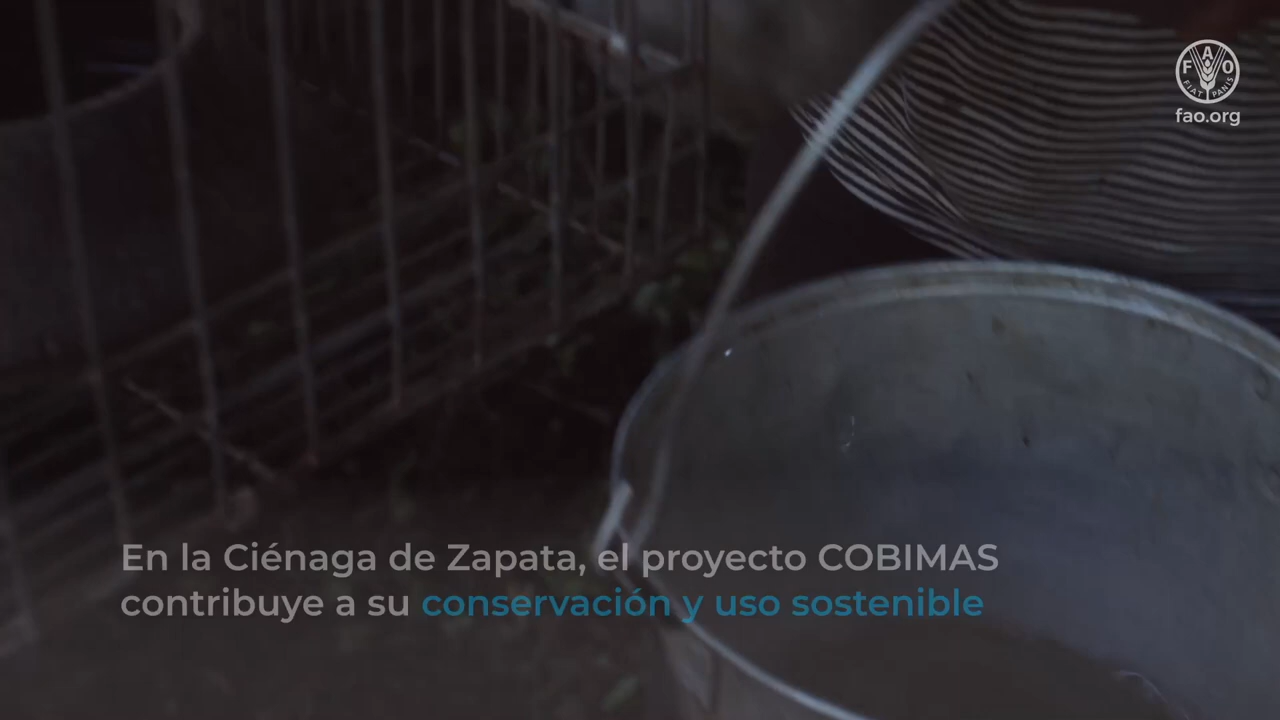 FAO
FIAT PANIS
fao.org
En la Ciénaga de Zapata, el proyecto COBIMAS
contribuye a su conservación y uso sostenible